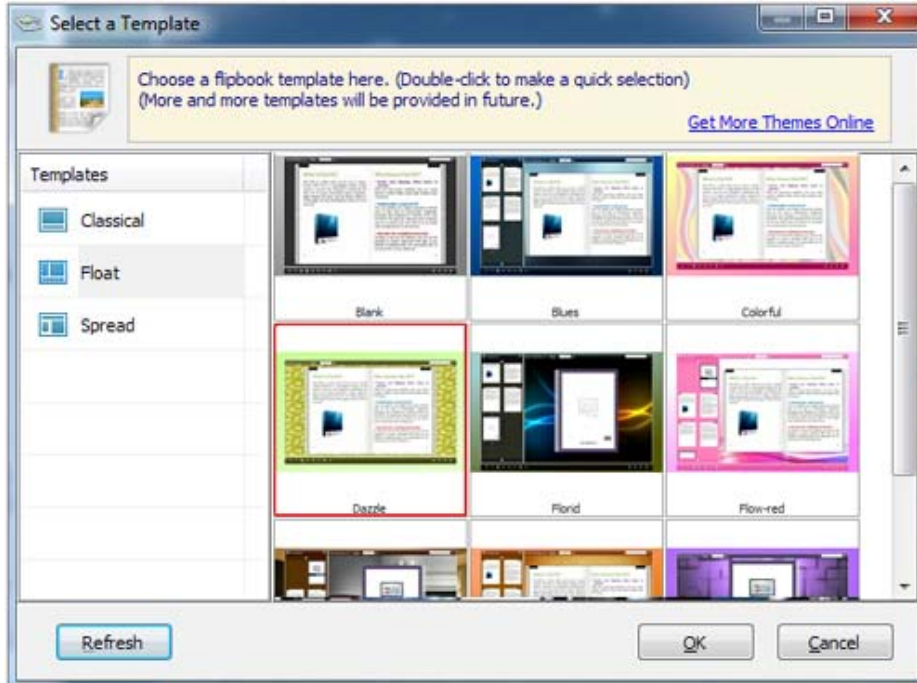 Select a Template
Choose a flipbook template here. (Double-click to make a quick selection)
(More and more templates will be provided in future.)
Get More Themes Online
Templates
Classical
Float
Spread
Blank
Blues
Colorful
Dazzle
Florid
Flow-red
Refresh
OK
Cancel